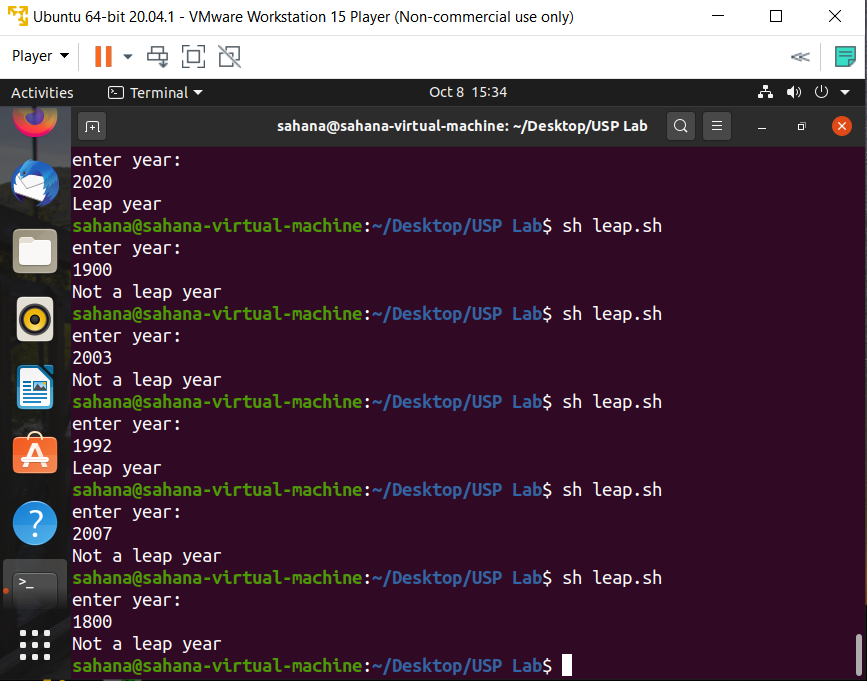 Ubuntu 64-bit 20.04.1 - VMware Workstation 15 Player (Non-commercial use only)
Player
Activities Terminal Oct 8 15:34
sahana@sahana-virtual-machine: ~/Desktop/USP Lab
enter year:
2020
Leap year
sahana@sahana-virtual-machine:~/Desktop/USP Lab$ sh leap.sh
enter year:
1900
Not a leap year
sahana@sahana-virtual-machine:~/Desktop/USP Lab$ sh leap.sh
enter year:
2003
Not a leap year
sahana@sahana-virtual-machine:~/Desktop/USP Lab$ sh leap.sh
enter year:
1992
Leap year
sahana@sahana-virtual-machine:~/Desktop/USP Lab$ sh leap.sh
enter year:
2007
Not a leap year
sahana@sahana-virtual-machine:~/Desktop/USP Lab$ sh leap.sh
enter year:
1800
Not a leap year
sahana@sahana-virtual-machine:~/Desktop/USP Lab$